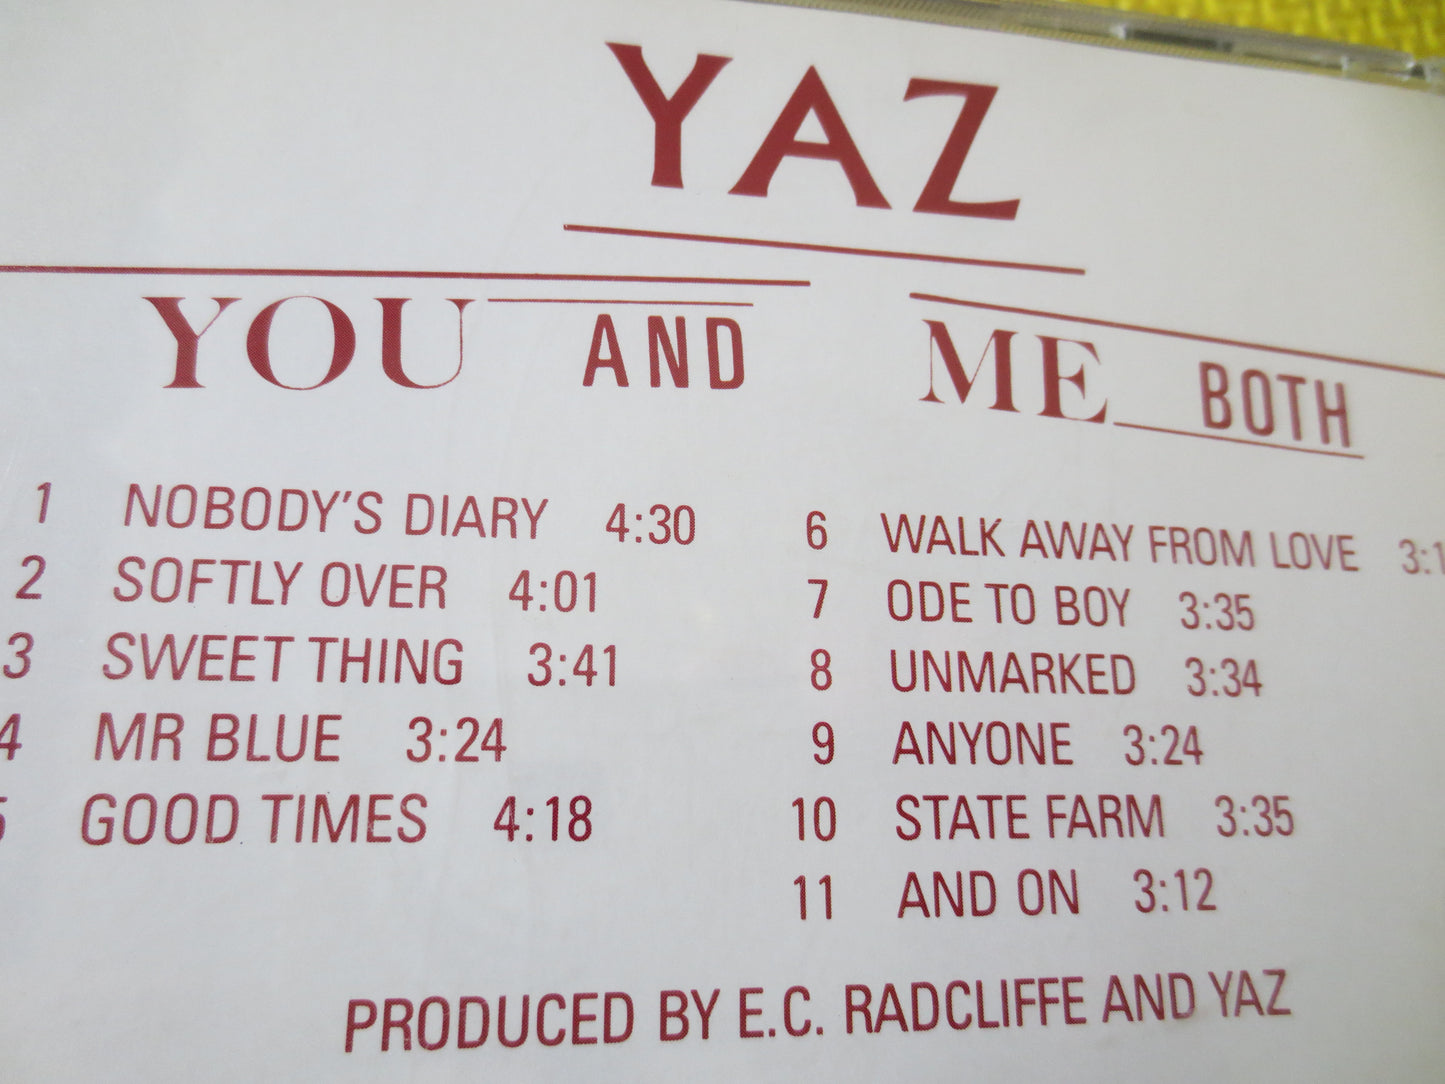 YAZ
YOU AND ME BOTH
1 NOBODY'S DIARY 4:30
2 SOFTLY OVER 4:01
3 SWEET THING 3:41
4 MR BLUE 3:24
5 GOOD TIMES 4:18
6 WALK AWAY FROM LOVE
7 ODE TO BOY 3:35
8 UNMARKED 3:34
9 ANYONE 3:24
10 STATE FARM 3:35
11 AND ON 3:12
PRODUCED BY E.C. RADCLIFFE AND YAZ